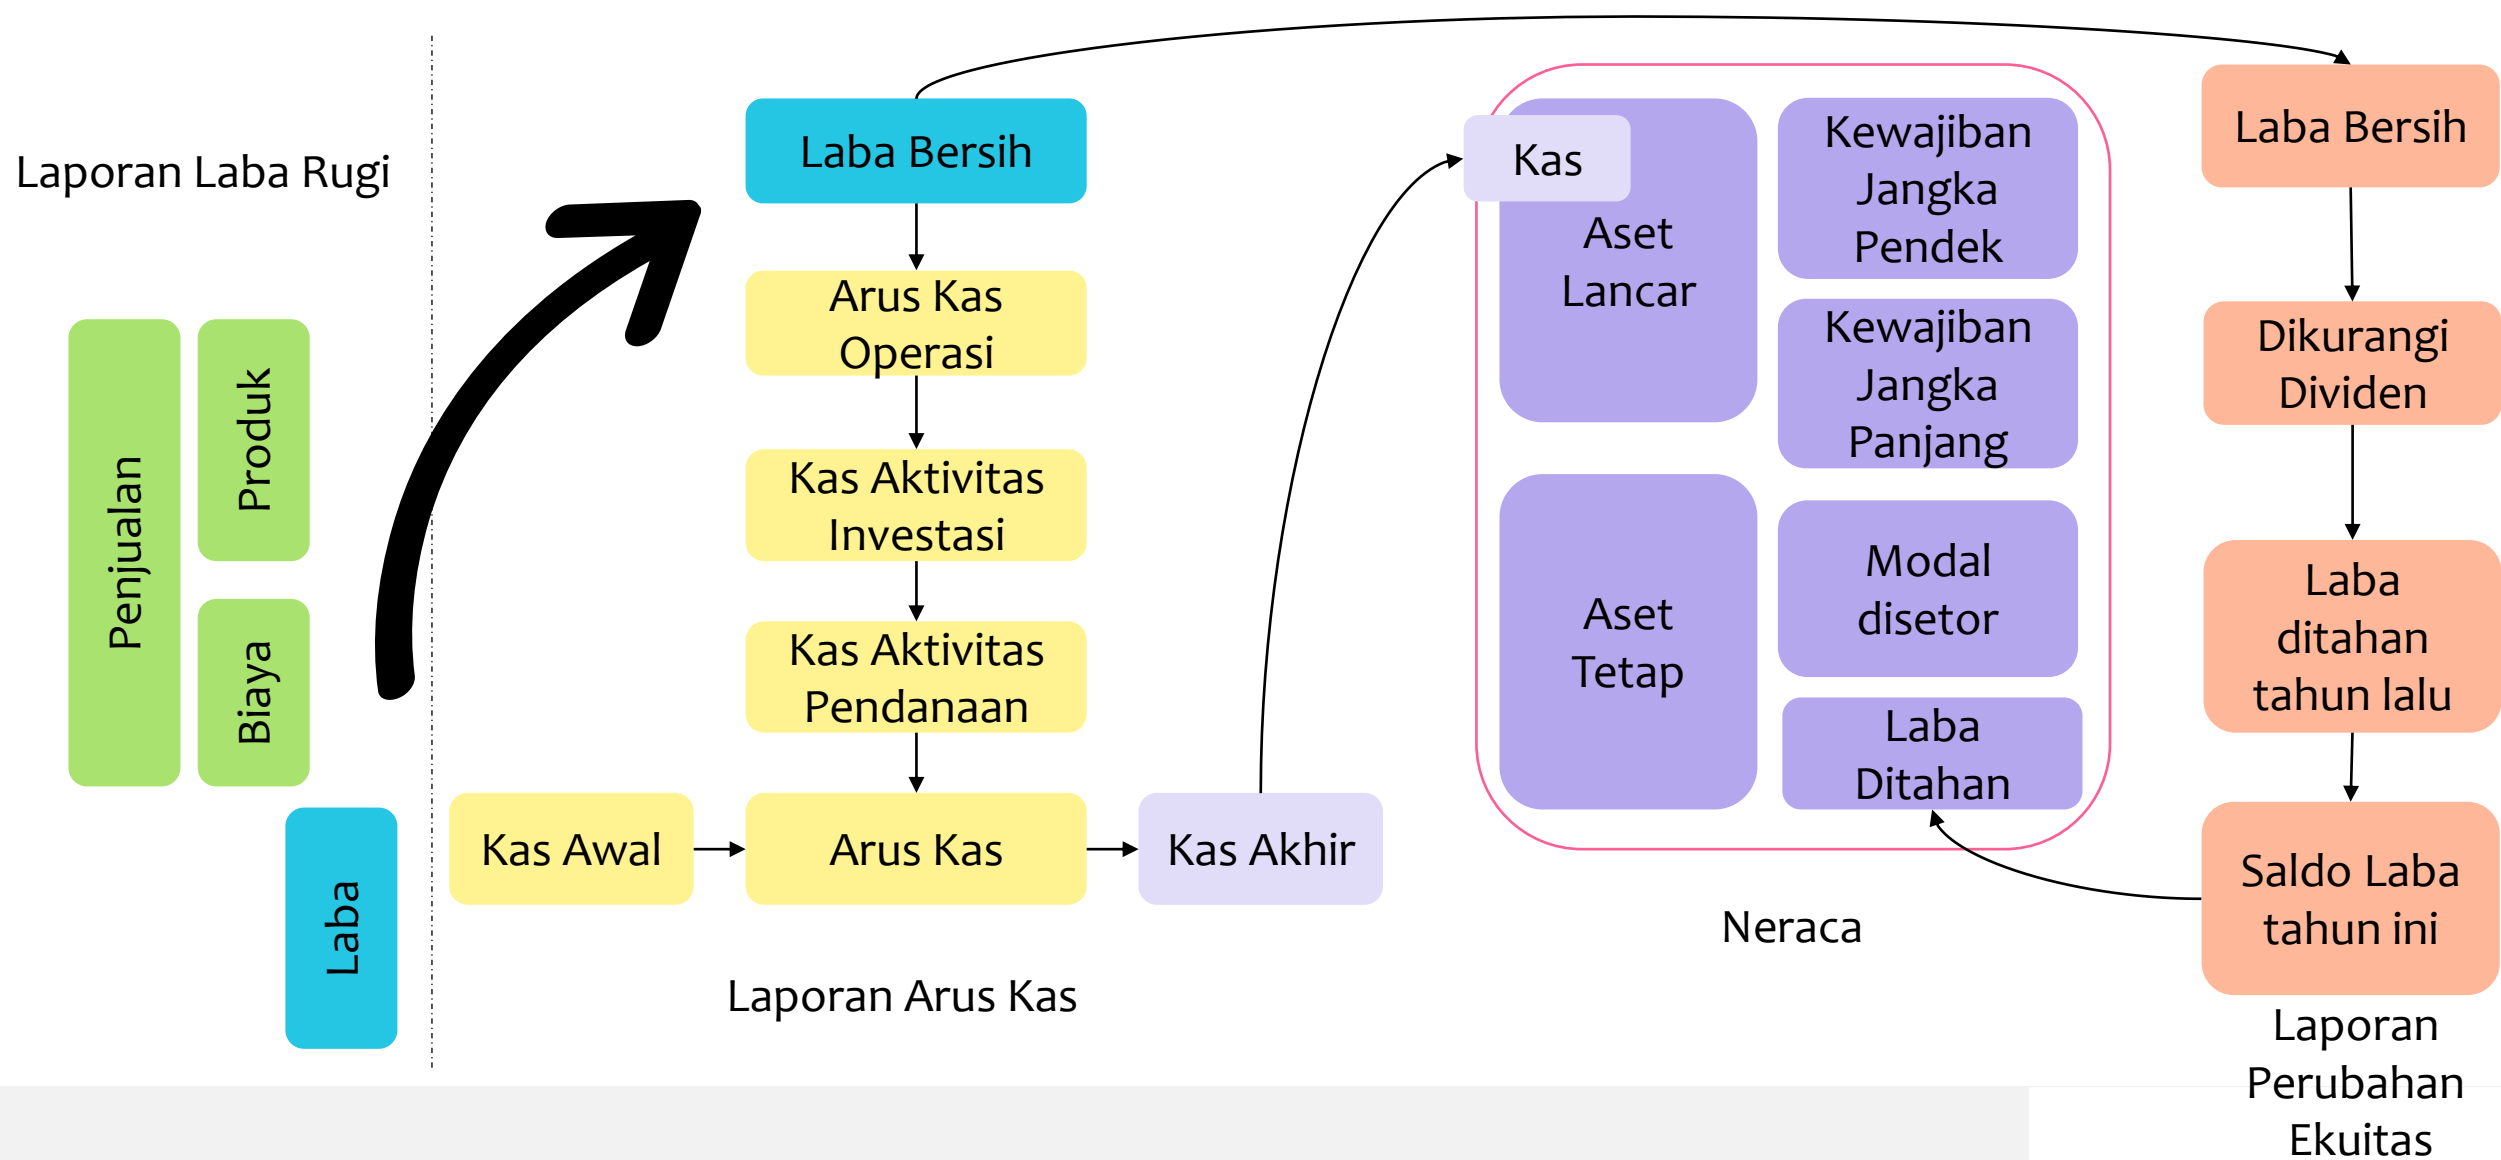 Laporan Laba Rugi
Penjualan
Produk
Biaya
Laba
Laba Bersih
Arus Kas
Operasi
Kas Aktivitas
Investasi
Kas Aktivitas
Pendanaan
Kas Awal
Arus Kas
Kas Akhir
Laporan Arus Kas
Kas
Aset
Lancar
Aset
Tetap
Kewajiban
Jangka
Pendek
Kewajiban
Jangka
Panjang
Modal
disetor
Laba
Ditahan
Neraca
Laba Bersih
Dikurangi
Dividen
Laba
ditahan
tahun lalu
Saldo Laba
tahun ini
Laporan
Perubahan
Ekuitas